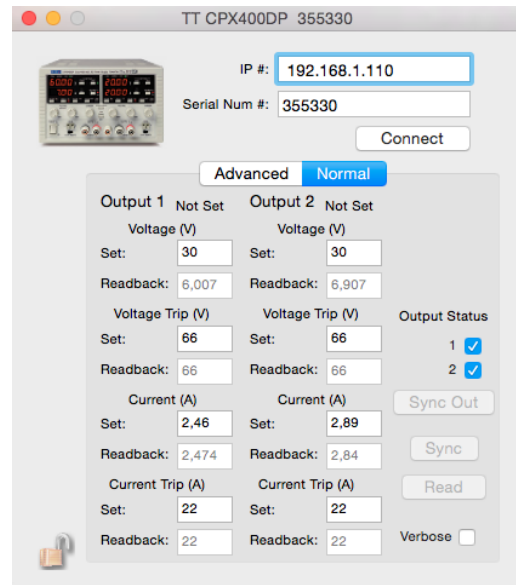 TT CPX400DP 355330
IP #: 192.168.1.110
Serial Num #: 355330
Connect
Advanced Normal
Output 1 Not Set Output 2 Not Set
Voltage (V) Voltage (V)
Set: 30 Set: 30
Readback: 6,007 Readback: 6,907
Voltage Trip (V) Voltage Trip (V) Output Status
Set: 66 Set: 66 1
Readback: 66 Readback: 66 2
Current (A) Current (A) Sync Out
Set: 2,46 Set: 2,89
Readback: 2,474 Readback: 2,84 Sync
Current Trip (A) Current Trip (A) Read
Set: 22 Set: 22
Readback: 22 Readback: 22 Verbose